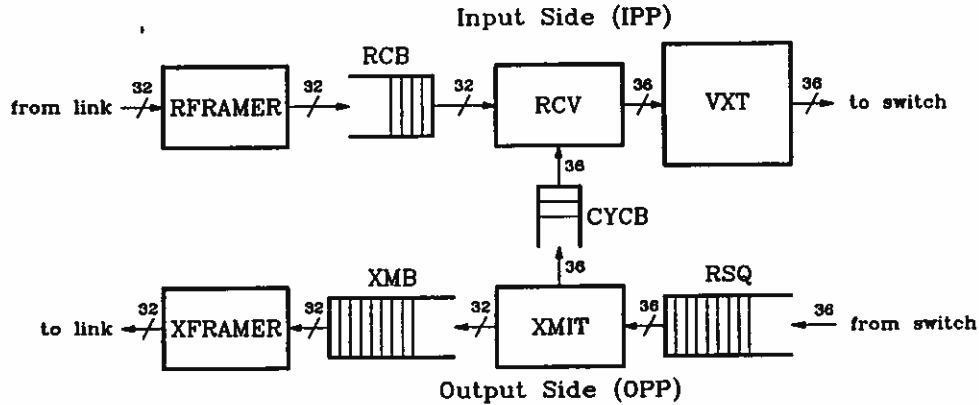 Input Side (IPP)
RCB
32 32 32 36 36
from link RFRAMER RCV VXT to switch
36
CYCB
36
XMB RSQ
32 32 32 36 36
to link XFRAMER XMIT from switch
Output Side (OPP)